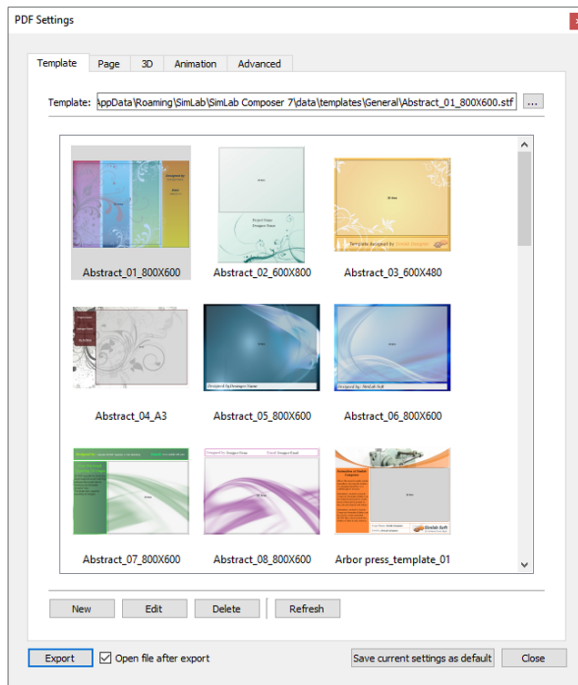 PDF Settings
Template Page 3D Animation Advanced
Template: \ppData\Roaming\SimLab\SimLab Composer 7\data\templates\General\Abstract_01_800X600.stf ...
Abstract_01_800X600 Abstract_02_600X800 Abstract_03_600X480
Abstract_04_A3 Abstract_05_800X600 Abstract_06_800X600
Abstract_07_800X600 Abstract_08_800X600 Arbor press_template_01
New Edit Delete Refresh
Export Open file after export Save current settings as default Close